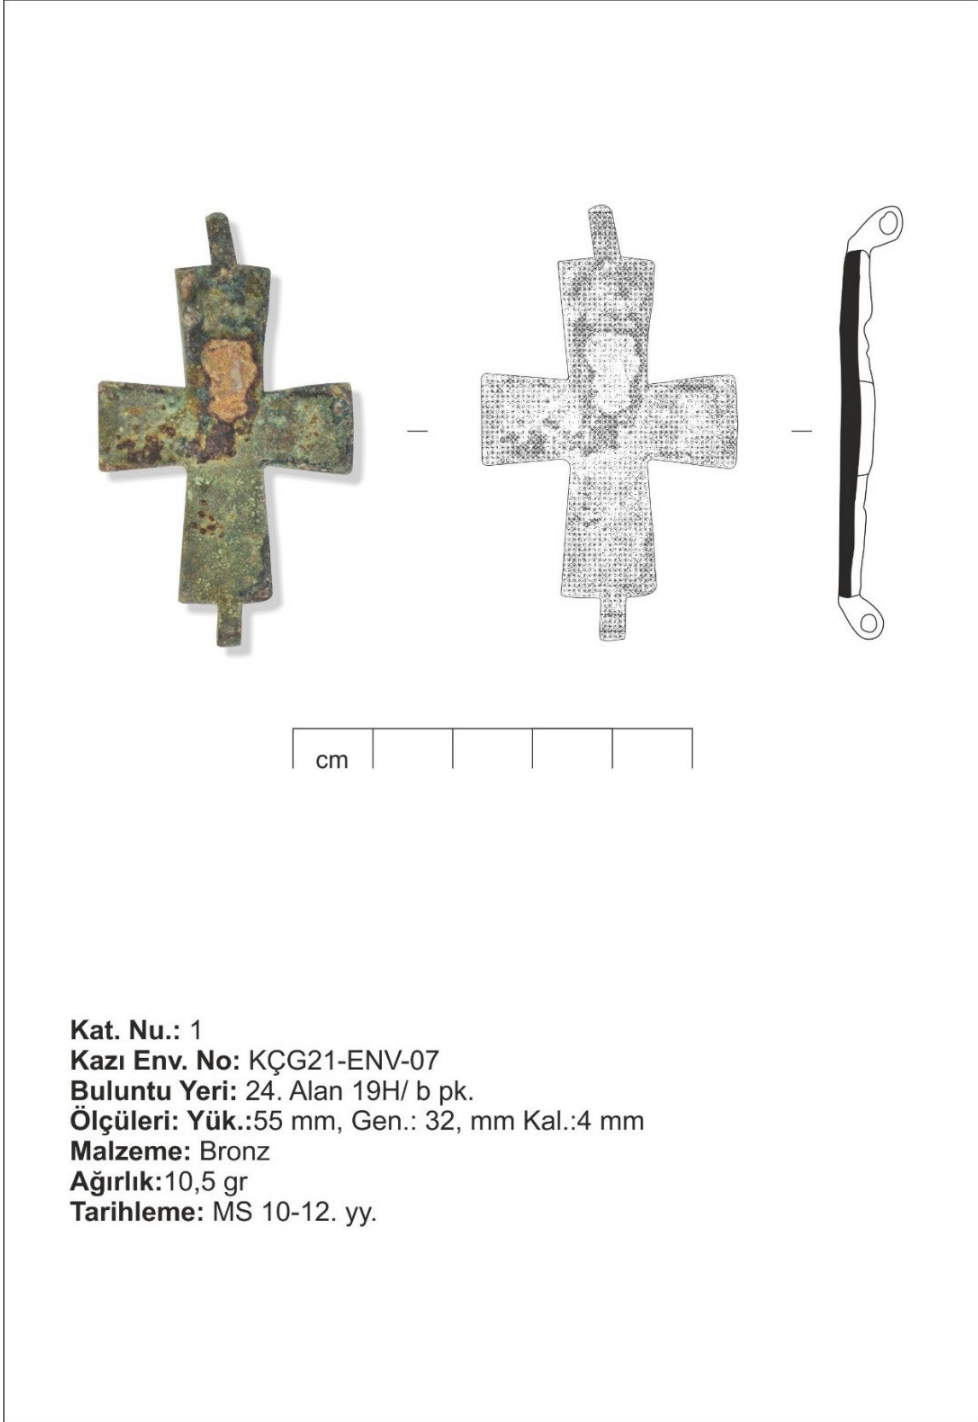 cm
Kat. Nu.: 1
Kazı Env. No: KÇG21-ENV-07
Buluntu Yeri: 24. Alan 19H/ b pk.
Ölçüleri: Yük.:55 mm, Gen.: 32, mm Kal.:4 mm
Malzeme: Bronz
Ağırlık:10,5 gr
Tarihleme: MS 10-12. yy.